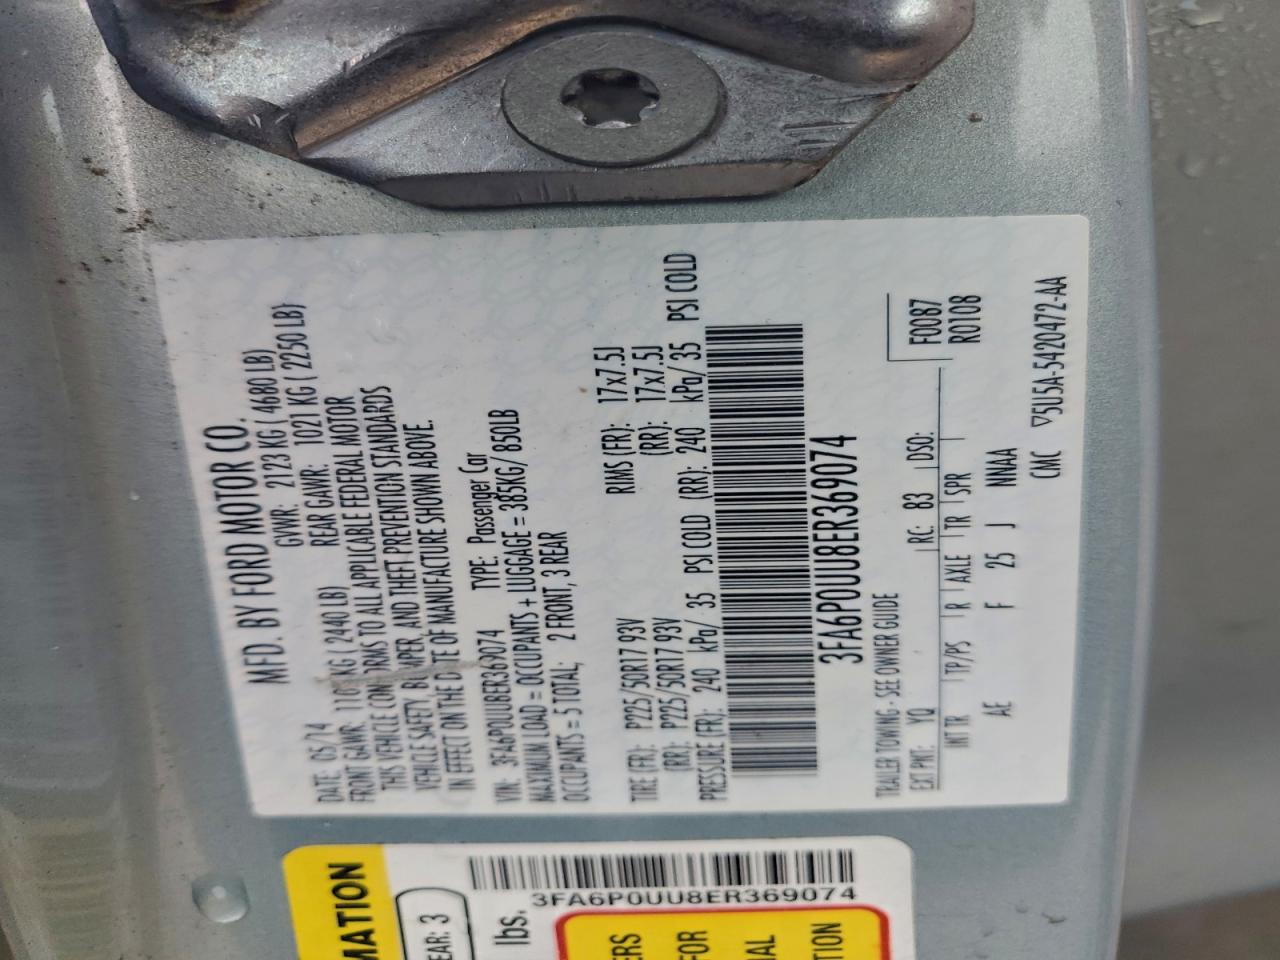 MFD. BY FORD MOTOR CO.
DATE: 05/24 GVWR: 2123 KG ( 4680 LB)
FRONT GAWR: KG ( 2440 LB) REAR GAWR: 1021 KG ( 2250 LB)
THIS VEHICLE CONFORMS TO ALL APPLICABLE FEDERAL MOTOR
VEHICLE SAFETY, BUMPER, AND THEFT PREVENTION STANDARDS
IN EFFECT ON THE DATE OF MANUFACTURE SHOWN ABOVE.
VIN: 3FA6P0UU8ER369074 TYPE: Passenger Car
MAXIMUM LOAD = OCCUPANTS + LUGGAGE = 385KG/ 850LB
OCCUPANTS = 5 TOTAL; 2 FRONT, 3 REAR
TIRE (FR): P225/50R17 93V RIMS (FR): 17x7.5J
(RR): P225/50R17 93V (RR): 17x7.5J
PRESSURE (FR): 240 kPa/ 35 PSI COLD (RR): 240 kPa/ 35 PSI COLD
3FA6P0UU8ER369074
TRAILER TOWING - SEE OWNER GUIDE
EXT PNT: YQ RC: 83 DSO: F0087
R0108
INT TR TP/PS R AXLE TR SPR
AE F 25 J NNAA
CMC ▽5U5A-5420472-AA
MATION
EAR: 3
lbs.
3FA6P0UU8ER369074
ERS
FOR
IAL
TION